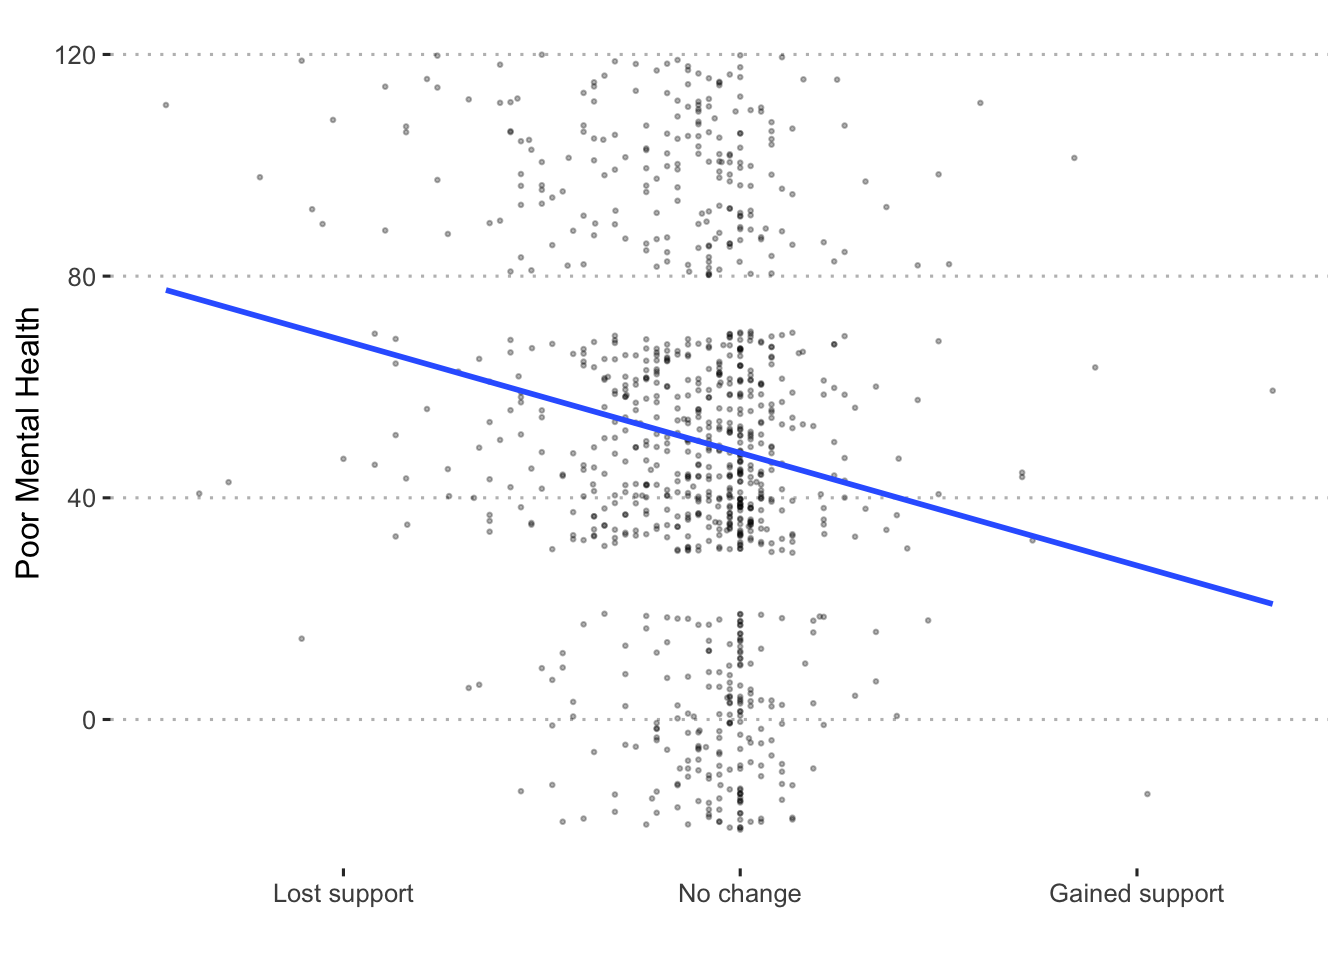 120
80
40
0
Poor Mental Health
Lost support
No change
Gained support